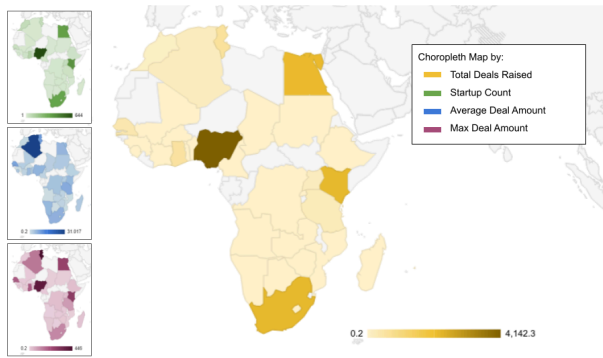 Choropleth Map by:
Total Deals Raised
Startup Count
Average Deal Amount
Max Deal Amount
1 644
0.2 31.017
0.2 440
0.2 4,142.3